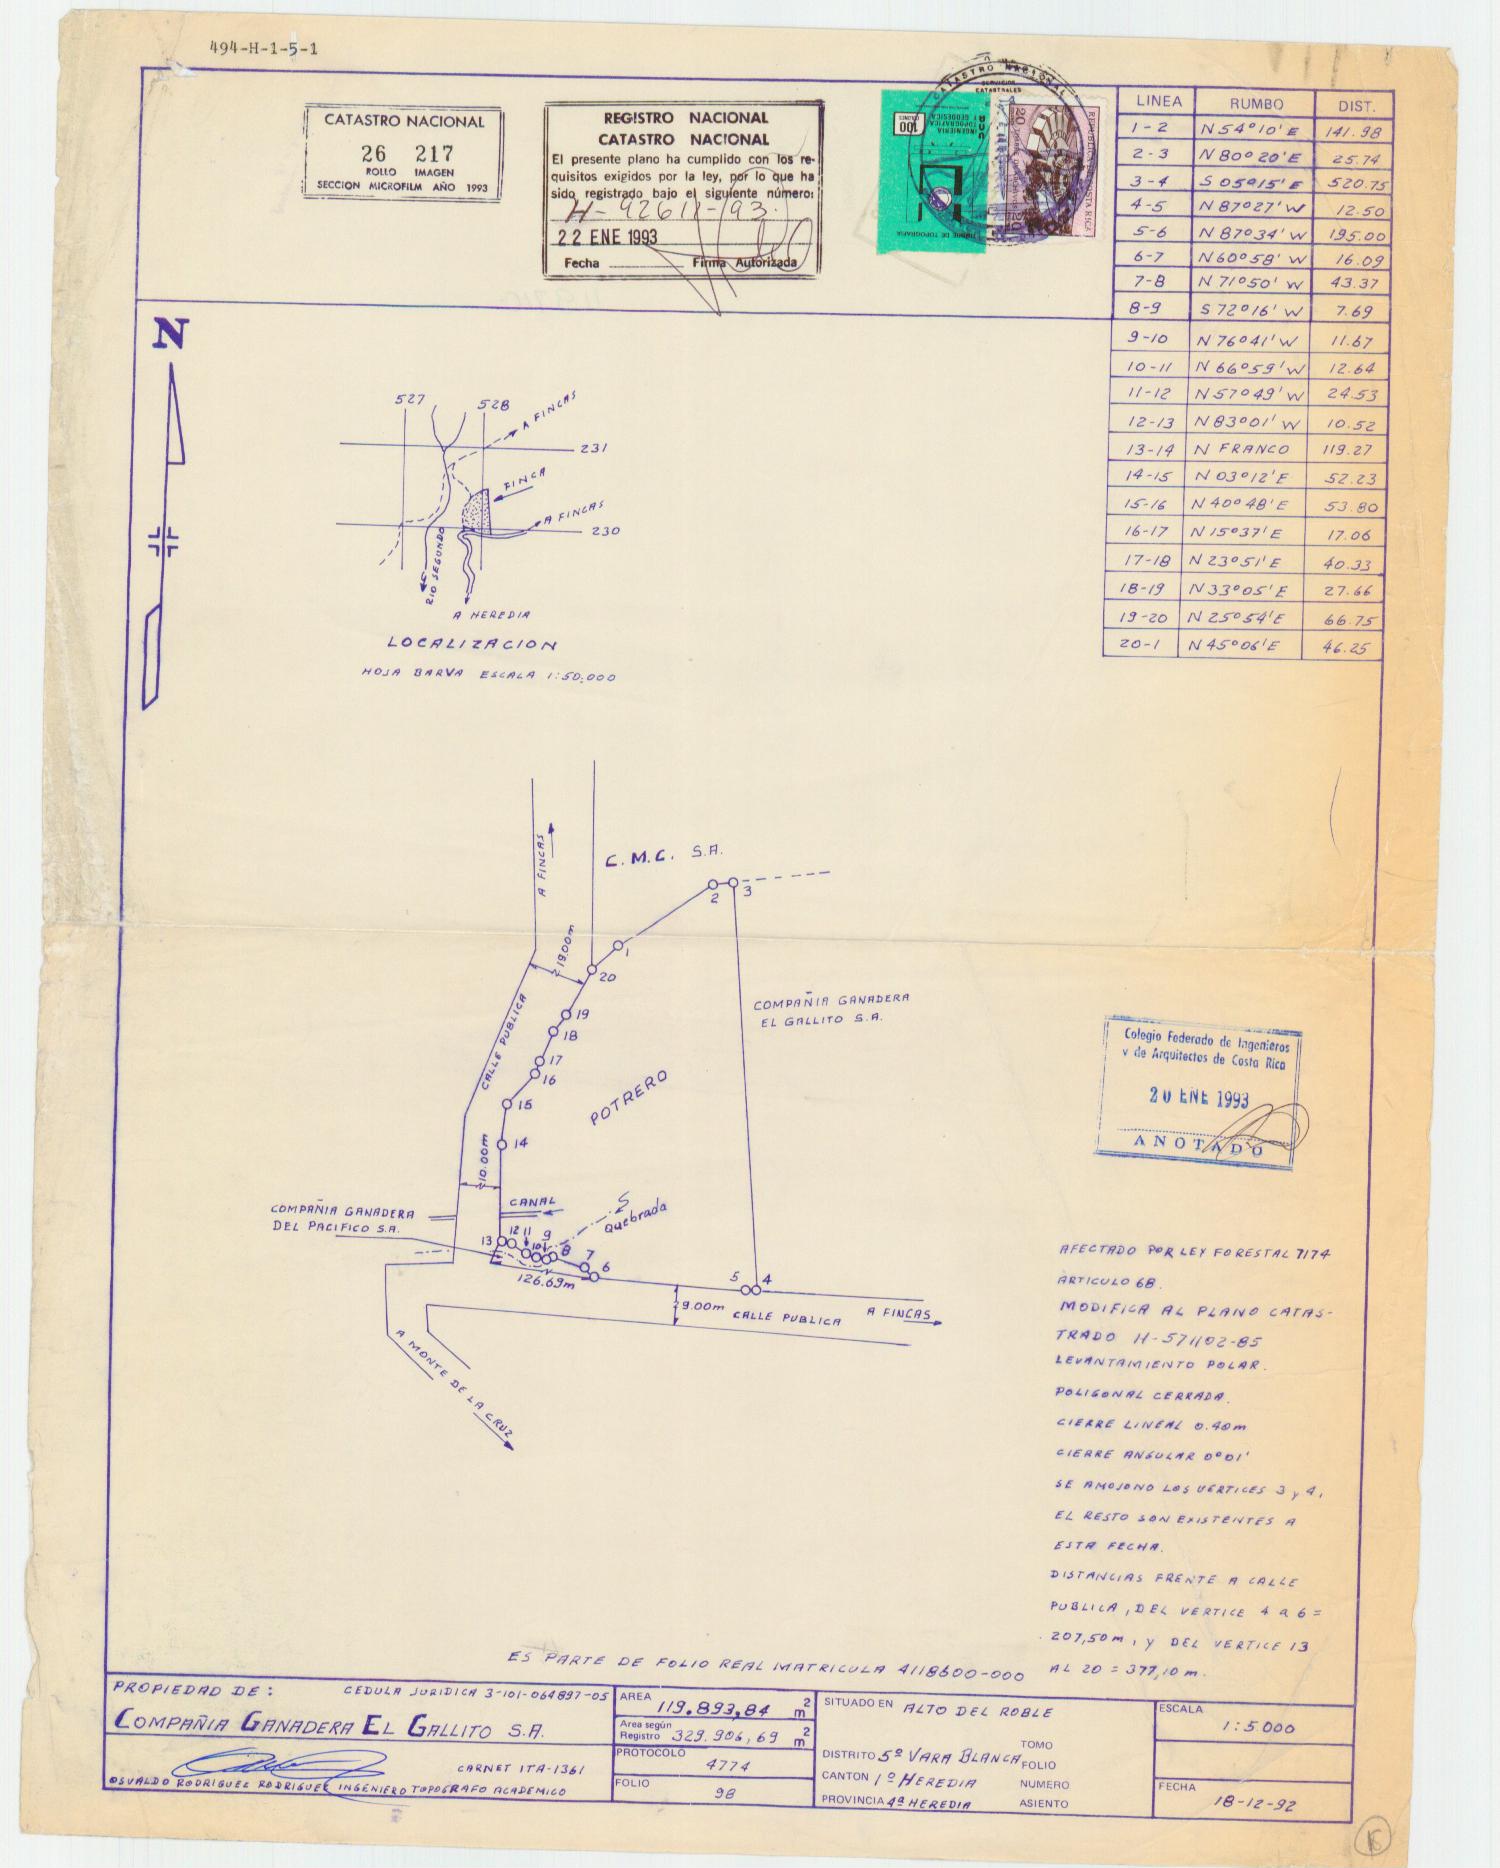 494-H-1-5-1
CATASTRO NACIONAL
26 217
ROLLO IMAGEN
SECCION MICROFILM AÑO 1993
REGISTRO NACIONAL
CATASTRO NACIONAL
El presente plano ha cumplido con los re-
quisitos exigidos por la ley, por lo que ha
sido registrado bajo el siguiente número:
H-92611-93.
22 ENE 1993
Fecha Firma Autorizada
CATASTRO NACIONAL
SERVICIOS
CATASTRALES
100
COLONES
INGENIERIA
TOPOGRAFICA
Y GEODESICA
TIMBRE DE TOPOGRAFIA
LINEA RUMBO DIST.
1-2 N54°10'E 141.98
2-3 N80°20'E 25.74
3-4 S05°15'E 520.75
4-5 N87°27'W 12.50
5-6 N87°34'W 195.00
6-7 N60°58'W 16.09
7-8 N71°50'W 43.37
8-9 S72°16'W 7.69
9-10 N76°41'W 11.67
10-11 N66°59'W 12.64
11-12 N57°49'W 24.53
12-13 N83°01'W 10.52
13-14 N FRANCO 119.27
14-15 N03°12'E 52.23
15-16 N40°48'E 53.80
16-17 N15°37'E 17.06
17-18 N23°51'E 40.33
18-19 N33°05'E 27.66
19-20 N25°54'E 66.75
20-1 N45°06'E 46.25
N
527 528
A FINCAS
231
FINCA
A FINCAS
230
RIO SEGUNDO
A HEREDIA
LOCALIZACION
HOJA BARVA ESCALA 1:50.000
A FINCAS
C.M.C. S.A.
2 3
19.00m
1
20
CALLE PUBLICA
COMPAÑIA GANADERA
EL GALLITO S.A.
19
18
17
16
15
POTRERO
14
10.00m
CANAL
Quebrada
COMPAÑIA GANADERA
DEL PACIFICO S.A.
13 12 11 10 9 8 7 6
126.69m
5 4
9.00m CALLE PUBLICA
A FINCAS
A MONTE DE LA CRUZ
Colegio Federado de Ingenieros
y de Arquitectos de Costa Rica
20 ENE 1993
ANOTADO
AFECTADO POR LEY FORESTAL 7174
ARTICULO 68.
MODIFICA AL PLANO CATAS-
TRADO H-571102-85
LEVANTAMIENTO POLAR.
POLIGONAL CERRADA.
CIERRE LINEAL 0.40m
CIERRE ANGULAR 0°01'
SE AMOJONO LOS VERTICES 3 y 4,
EL RESTO SON EXISTENTES A
ESTA FECHA.
DISTANCIAS FRENTE A CALLE
PUBLICA, DEL VERTICE 4 a 6 =
207,50m, y DEL VERTICE 13
AL 20 = 377,10 m.
ES PARTE DE FOLIO REAL MATRICULA 4118600-000
PROPIEDAD DE: CEDULA JURIDICA 3-101-064897-05
COMPAÑIA GANADERA EL GALLITO S.A.
CARNET ITA-1361
OSVALDO RODRIGUEZ RODRIGUEZ INGENIERO TOPOGRAFO ACADEMICO
AREA 119.893,84 m2
Area según
Registro 329.906,69 m2
PROTOCOLO 4774
FOLIO 98
SITUADO EN ALTO DEL ROBLE
DISTRITO 5º VARA BLANCA
CANTON 1º HEREDIA
PROVINCIA 4ª HEREDIA
TOMO
FOLIO
NUMERO
ASIENTO
ESCALA
1:5.000
FECHA
18-12-92